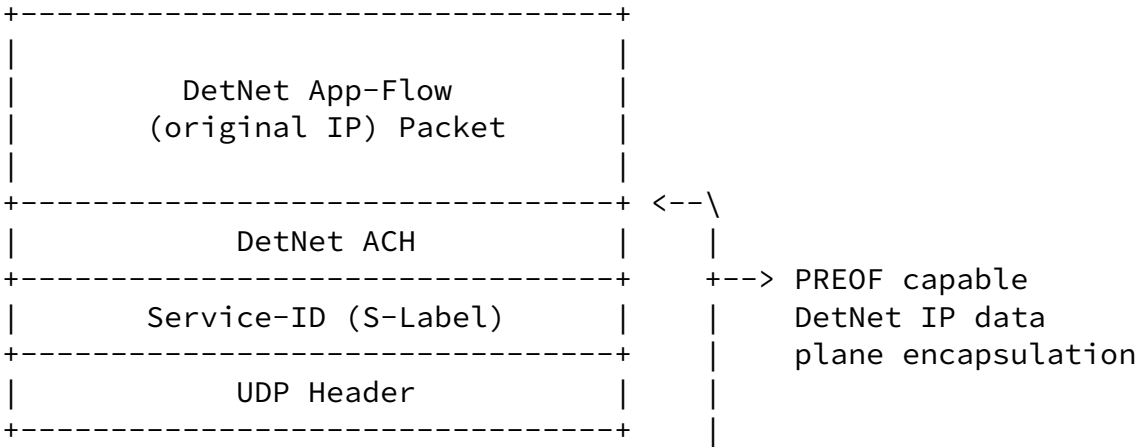 DetNet App-Flow
(original IP) Packet
DetNet ACH
PREOF capable
Service-ID (S-Label)
DetNet IP data
plane encapsulation
UDP Header